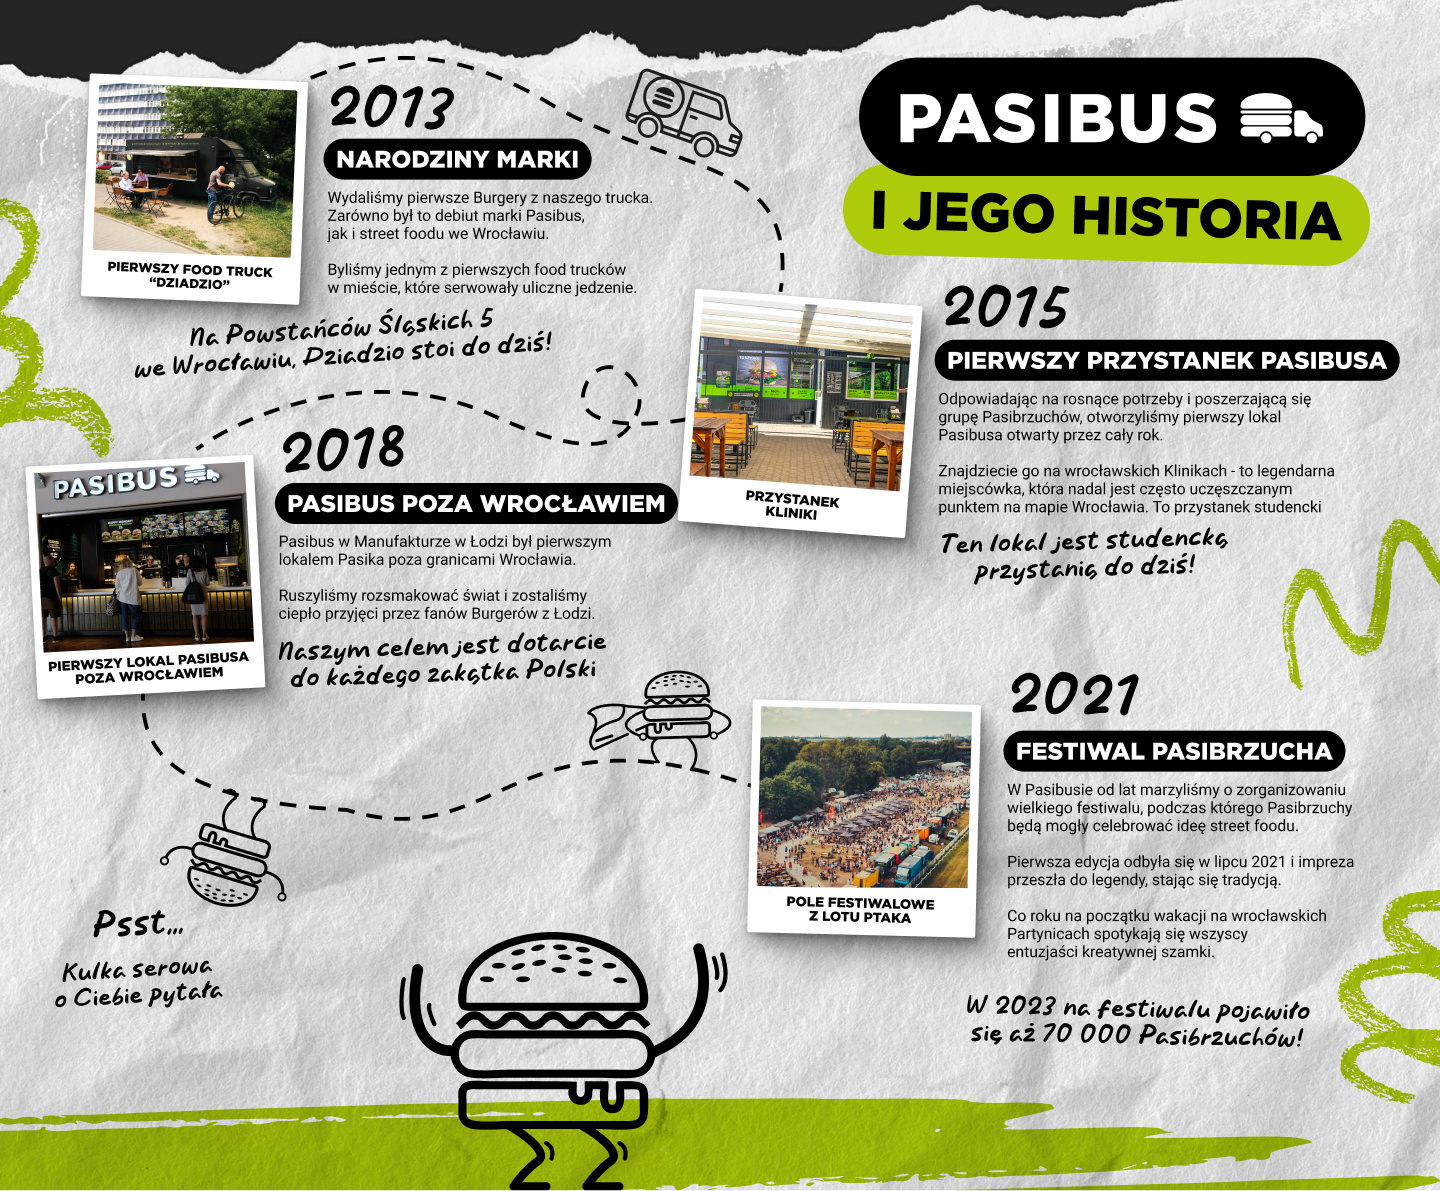 PASIBUS
I JEGO HISTORIA
2013
NARODZINY MARKI
Wydaliśmy pierwsze Burgery z naszego trucka.
Zarówno był to debiut marki Pasibus,
jak i street foodu we Wrocławiu.
Byliśmy jednym z pierwszych food trucków
w mieście, które serwowały uliczne jedzenie.
PIERWSZY FOOD TRUCK
“DZIADZIO”
Na Powstańców Śląskich 5
we Wrocławiu, Dziadzio stoi do dziś!
2015
PIERWSZY PRZYSTANEK PASIBUSA
Odpowiadając na rosnące potrzeby i poszerzającą się
grupę Pasibrzuchów, otworzyliśmy pierwszy lokal
Pasibusa otwarty przez cały rok.
Znajdziecie go na wrocławskich Klinikach - to legendarna
miejscówka, która nadal jest często uczęszczanym
punktem na mapie Wrocławia. To przystanek studencki
Ten lokal jest studencką
przystanią do dziś!
PRZYSTANEK
KLINIKI
2018
PASIBUS POZA WROCŁAWIEM
Pasibus w Manufakturze w Łodzi był pierwszym
lokalem Pasika poza granicami Wrocławia.
Ruszyliśmy rozsmakować świat i zostaliśmy
ciepło przyjęci przez fanów Burgerów z Łodzi.
Naszym celem jest dotarcie
do każdego zakątka Polski
PASIBUS
PIERWSZY LOKAL PASIBUSA
POZA WROCŁAWIEM
2021
FESTIWAL PASIBRZUCHA
W Pasibusie od lat marzyliśmy o zorganizowaniu
wielkiego festiwalu, podczas którego Pasibrzuchy
będą mogły celebrować ideę street foodu.
Pierwsza edycja odbyła się w lipcu 2021 i impreza
przeszła do legendy, stając się tradycją.
Co roku na początku wakacji na wrocławskich
Partynicach spotykają się wszyscy
entuzjaści kreatywnej szamki.
POLE FESTIWALOWE
Z LOTU PTAKA
W 2023 na festiwalu pojawiło
się aż 70 000 Pasibrzuchów!
Psst...
Kulka serowa
o Ciebie pytała